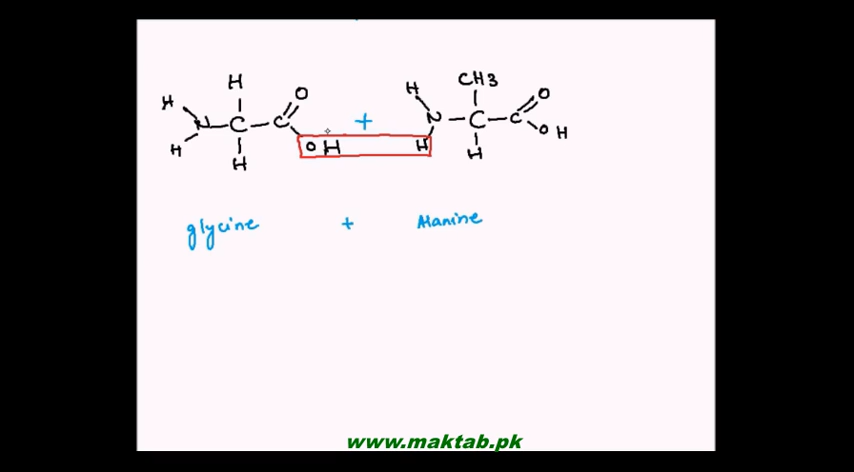 H H CH3
H O + H O
N - C - C N - C - C
H H O H H H O H
glycine + Alanine
www.maktab.pk